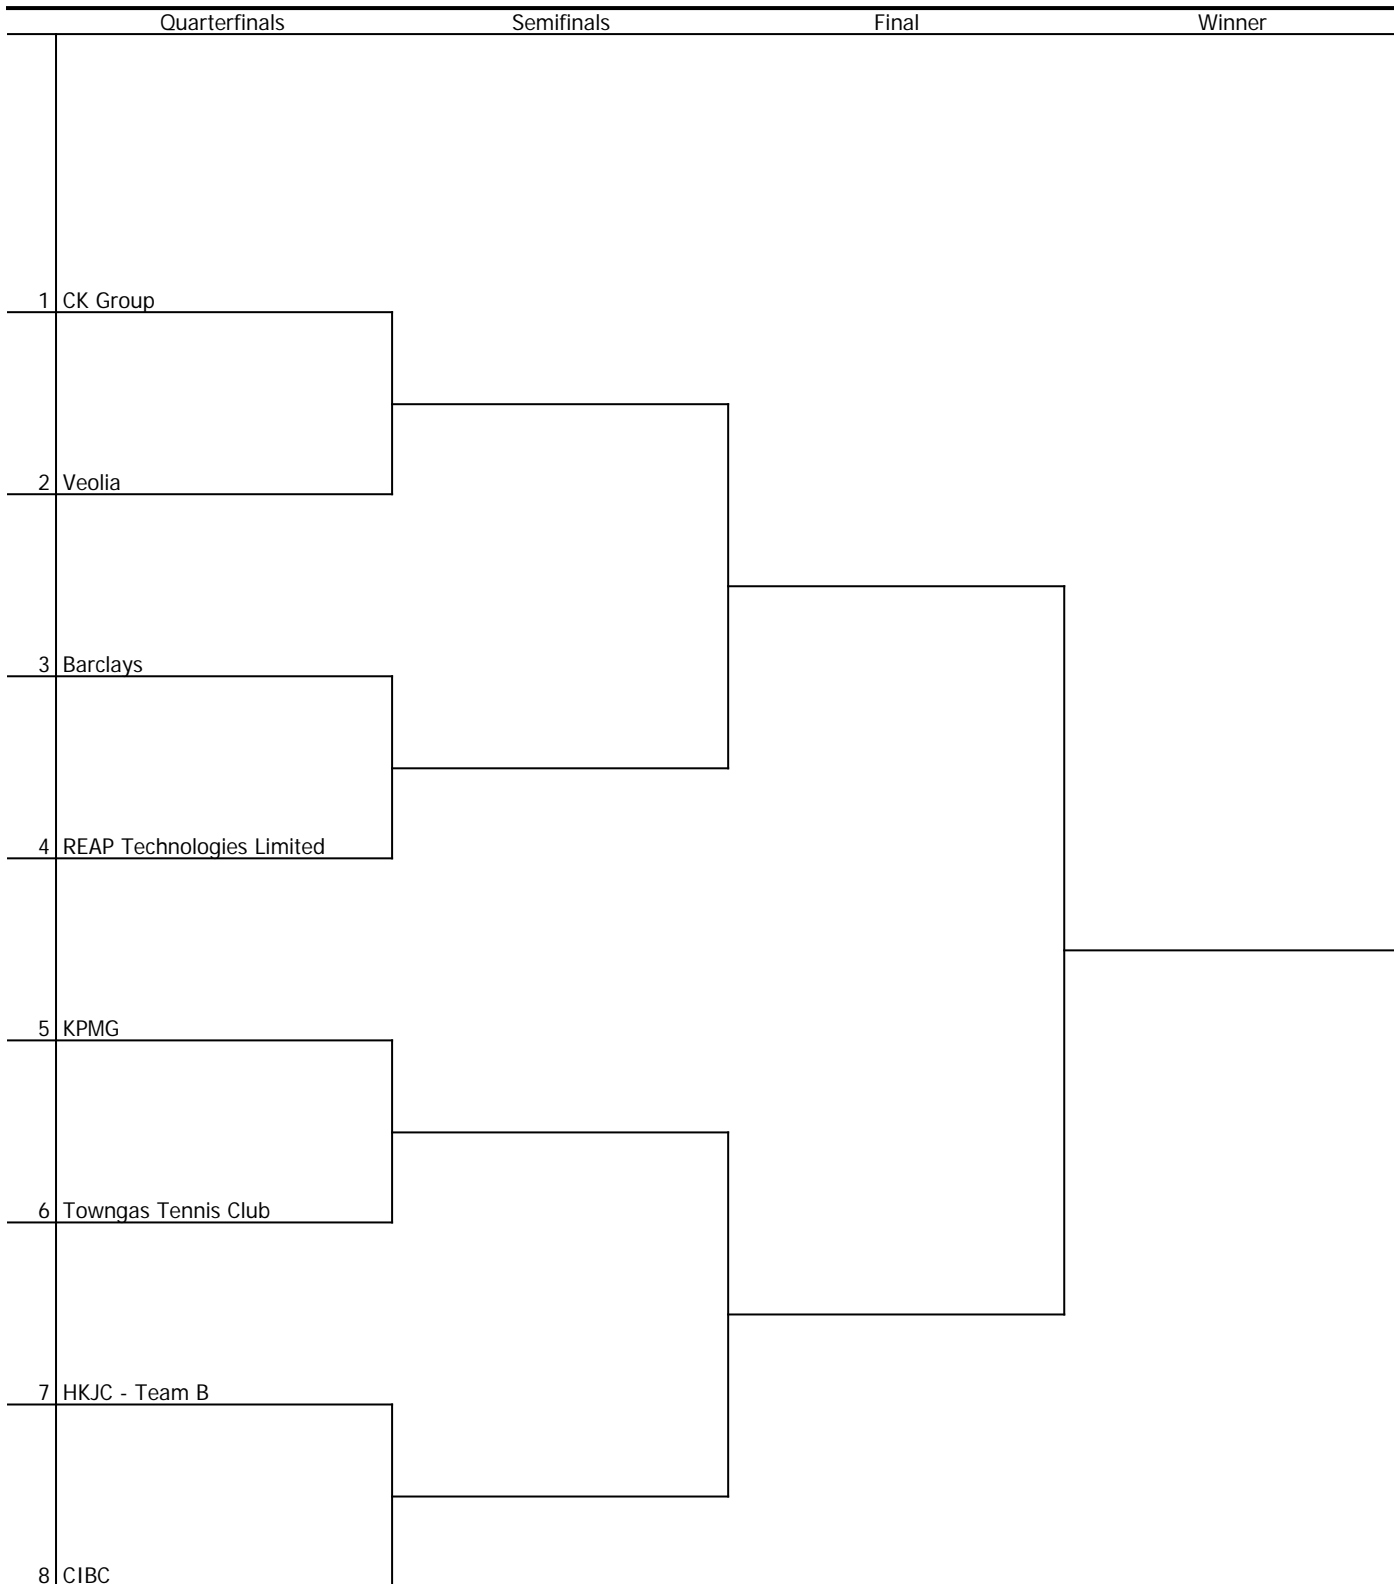 Quarterfinals Semifinals Final Winner
1 CK Group
2 Veolia
3 Barclays
4 REAP Technologies Limited
5 KPMG
6 Towngas Tennis Club
7 HKJC - Team B
8 CIBC